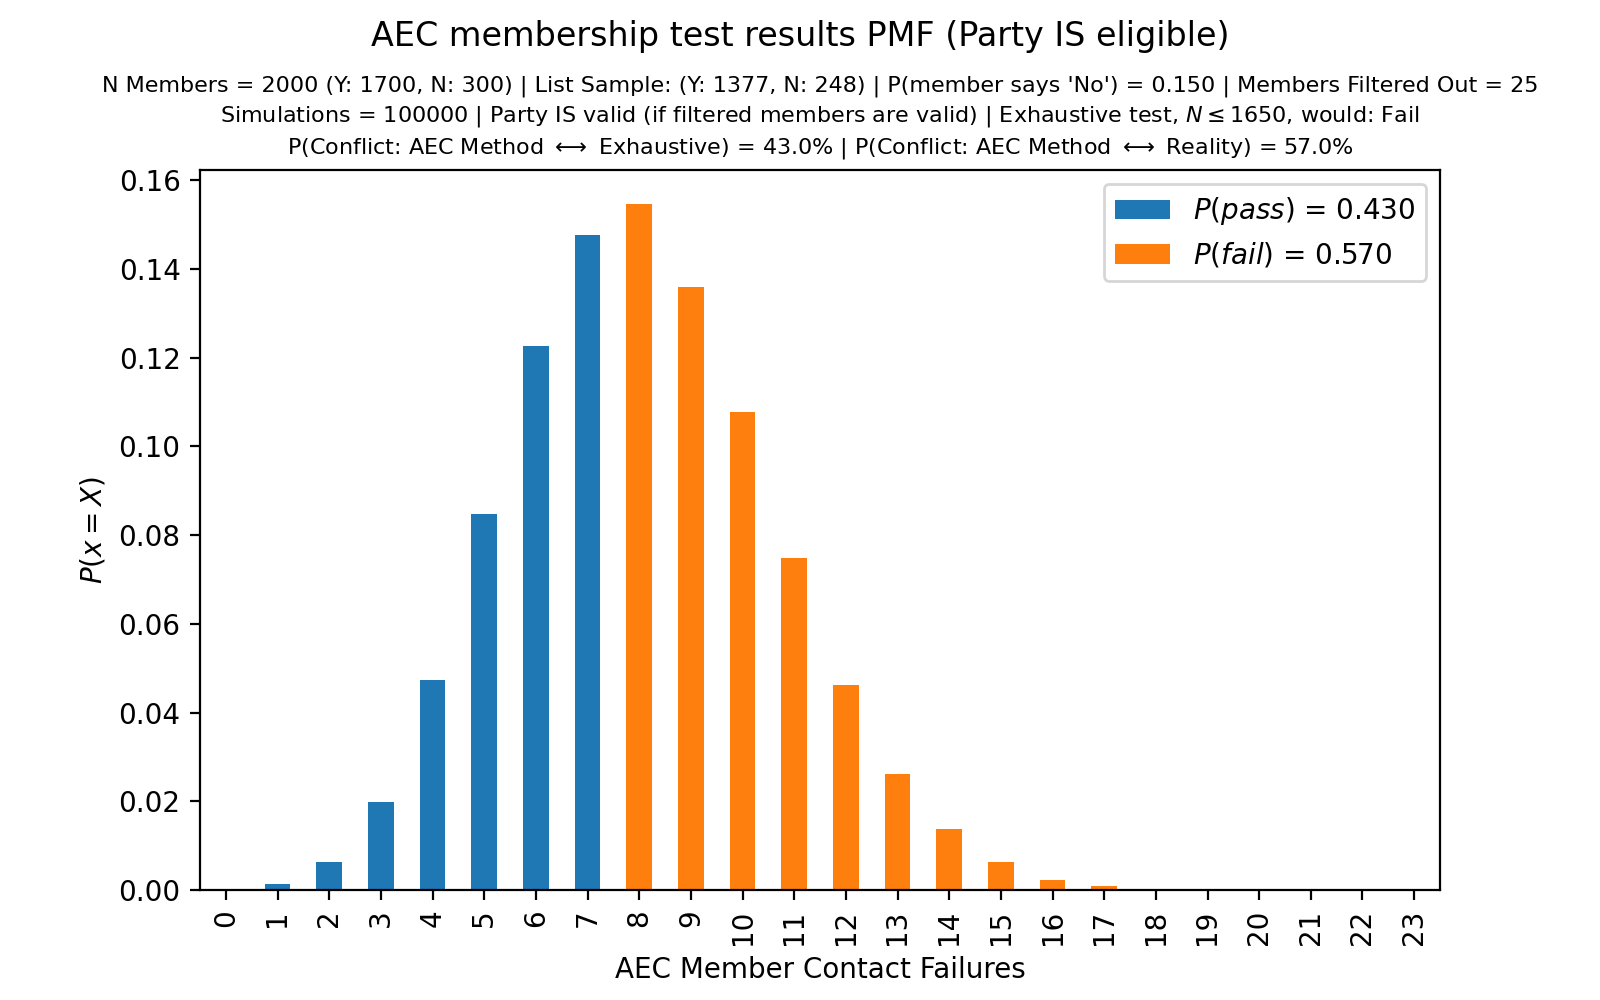 AEC membership test results PMF (Party IS eligible)
N Members = 2000 (Y: 1700, N: 300) | List Sample: (Y: 1377, N: 248) | P(member says 'No') = 0.150 | Members Filtered Out = 25
Simulations = 100000 | Party IS valid (if filtered members are valid) | Exhaustive test, N ≤ 1650, would: Fail
P(Conflict: AEC Method ⟷ Exhaustive) = 43.0% | P(Conflict: AEC Method ⟷ Reality) = 57.0%
P(pass) = 0.430
P(fail) = 0.570
0.16
0.14
0.12
0.10
0.08
0.06
0.04
0.02
0.00
P(x = X)
0 1 2 3 4 5 6 7 8 9 10 11 12 13 14 15 16 17 18 19 20 21 22 23
AEC Member Contact Failures